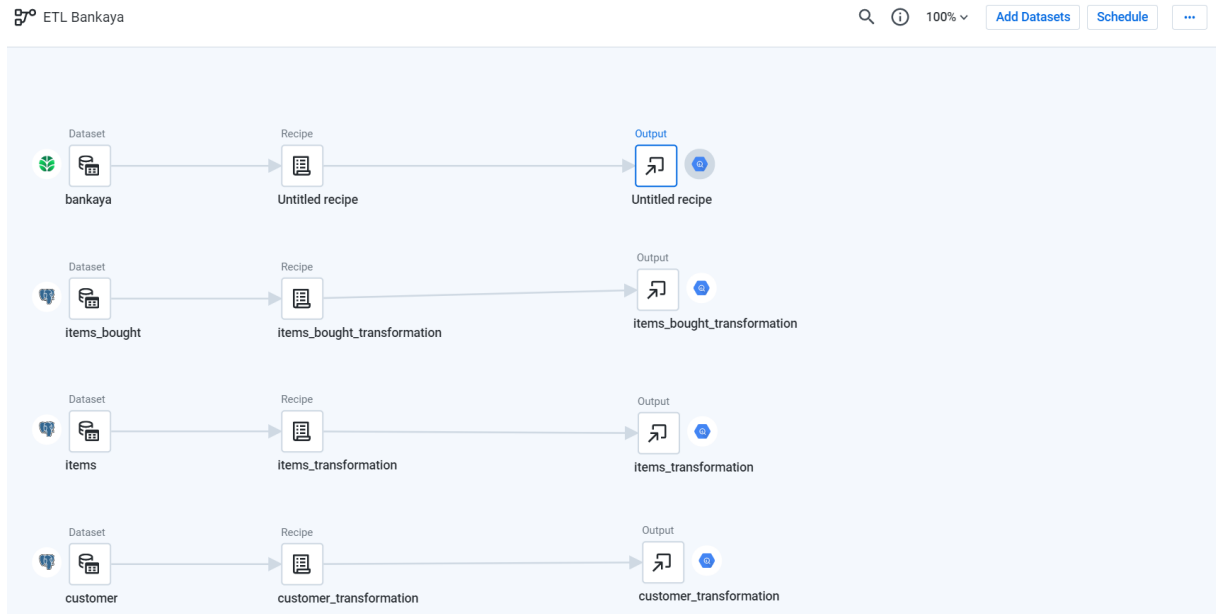 ETL Bankaya
100%
Add Datasets
Schedule
Dataset
Recipe
Output
bankaya
Untitled recipe
Untitled recipe
Dataset
Recipe
Output
items_bought
items_bought_transformation
items_bought_transformation
Dataset
Recipe
Output
items
items_transformation
items_transformation
Dataset
Recipe
Output
customer
customer_transformation
customer_transformation